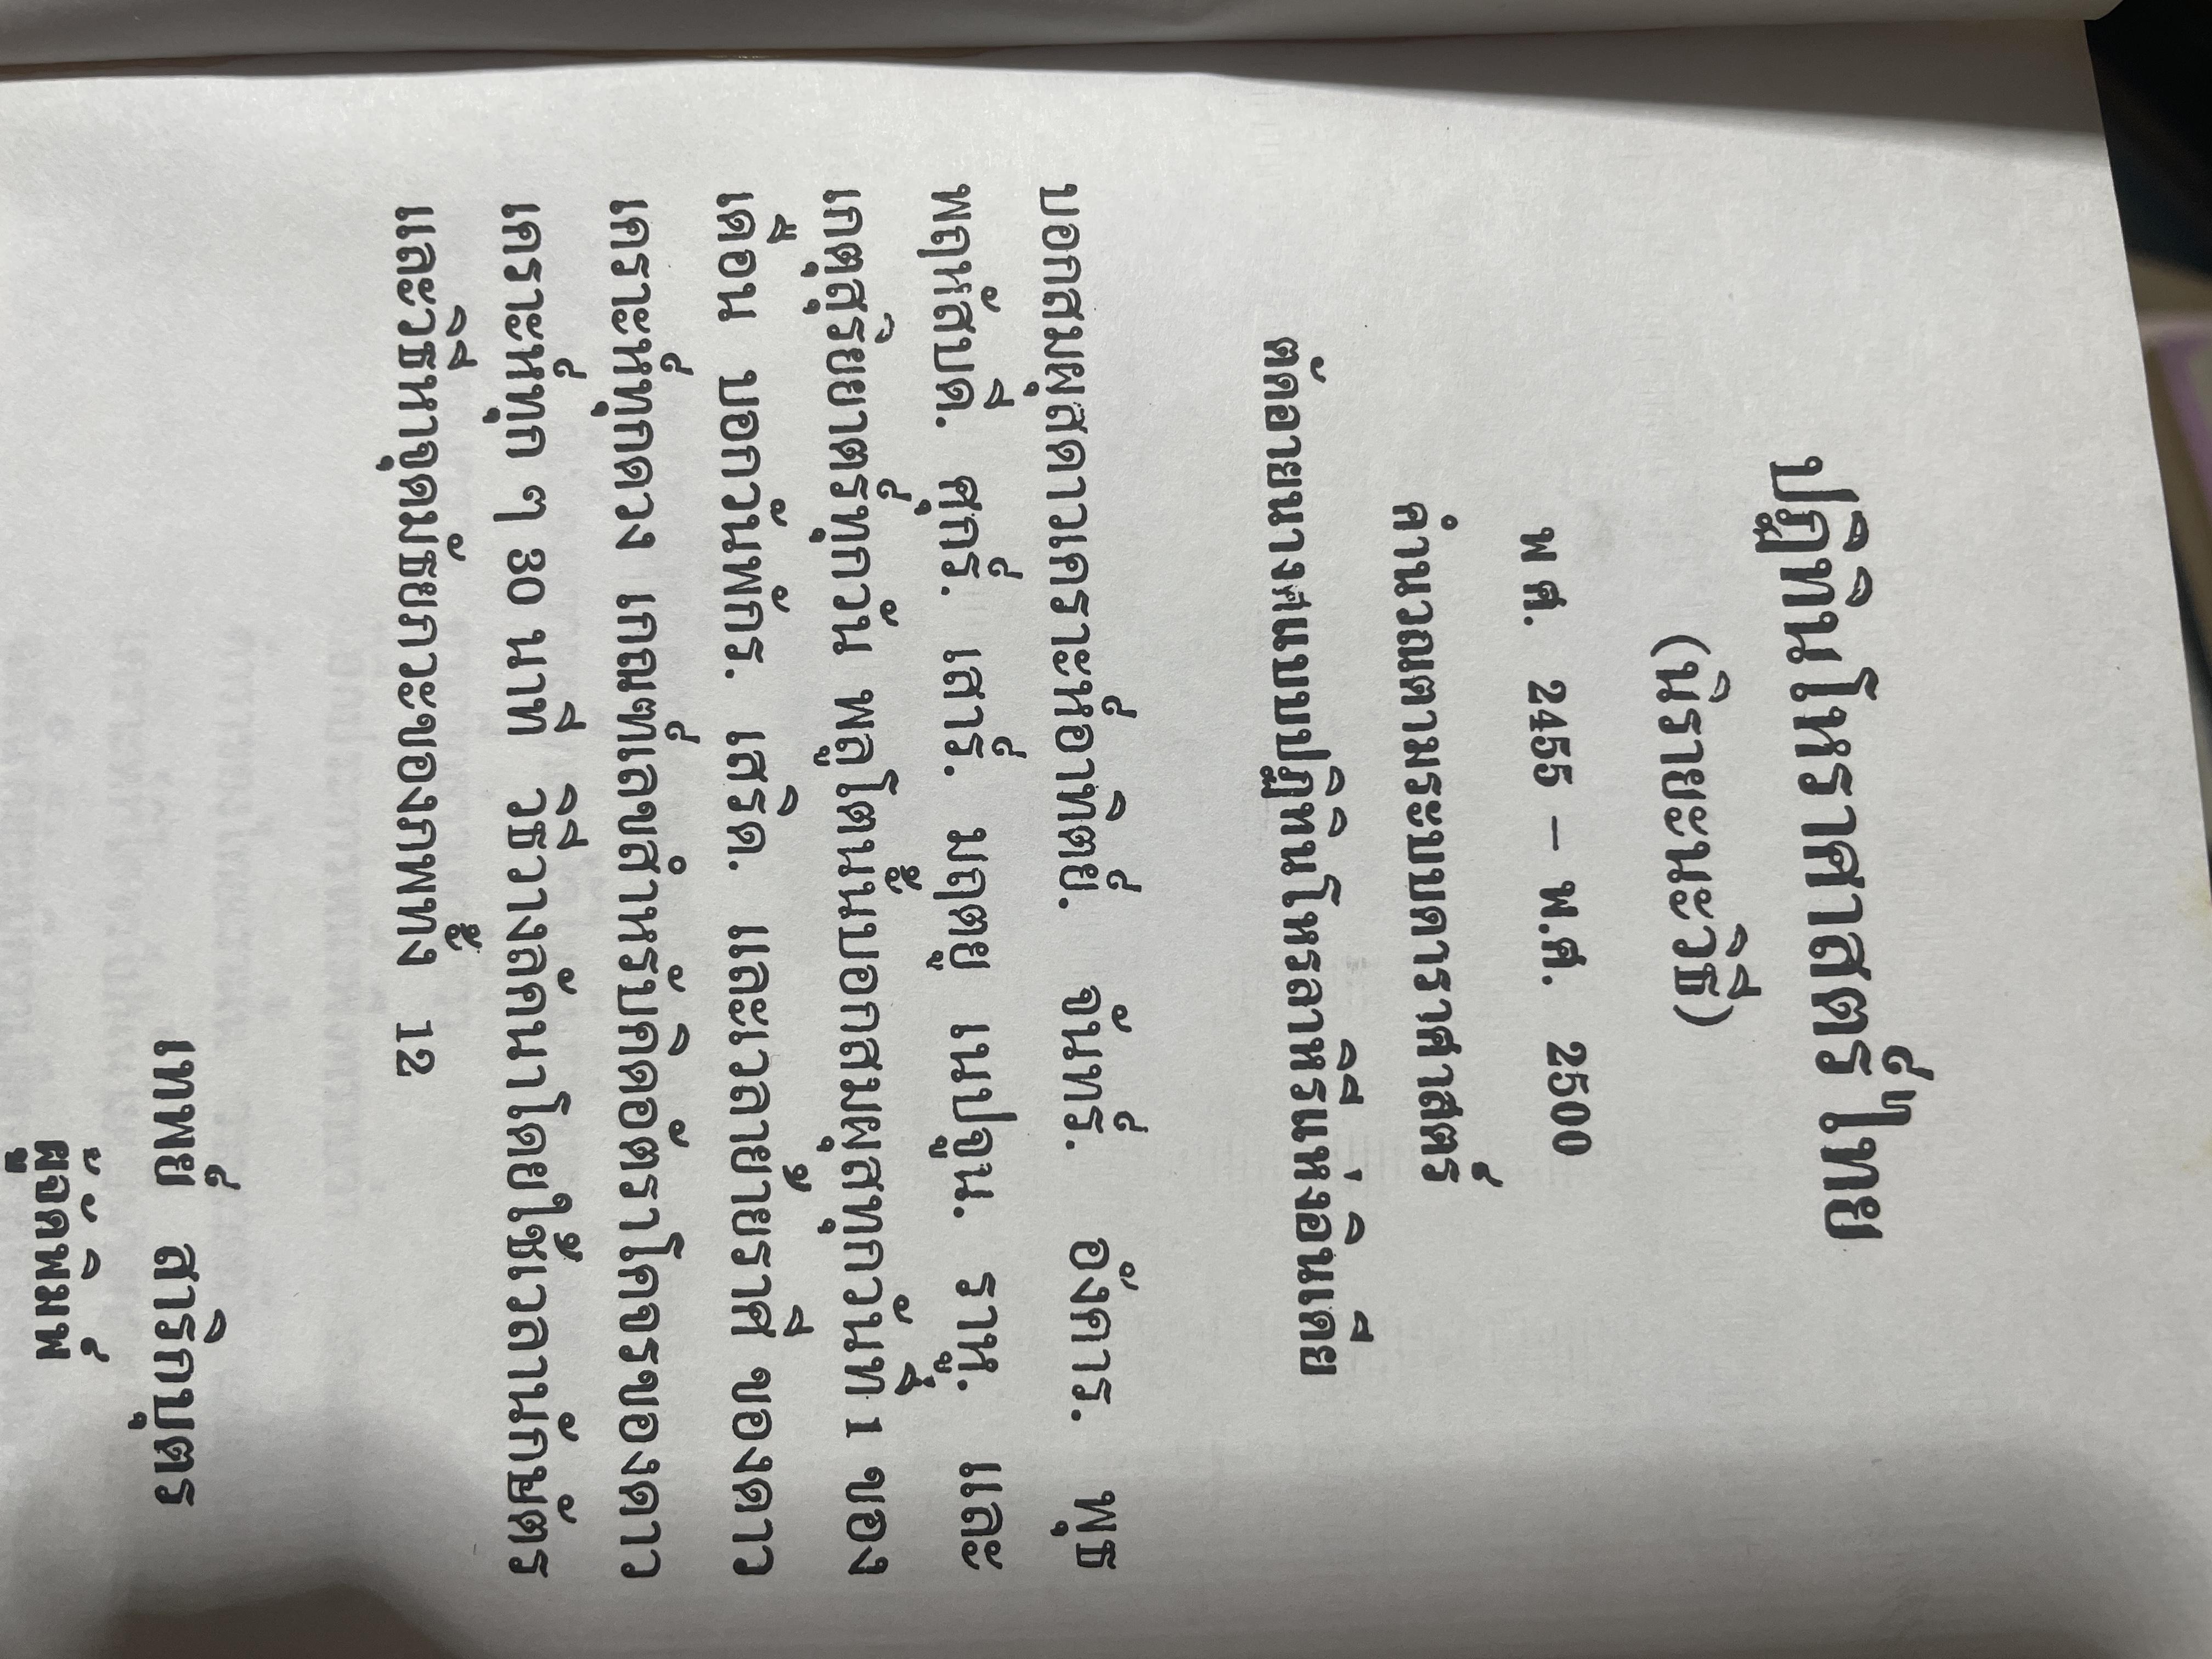 ปฏิทินโหราศาสตร์ไทย
(นิรายะนะวิธี)
พ ศ. 2455 – พ.ศ. 2500
คำนวณตามระบบดาราศาสตร์
คัดอายนางศแบบปฏิทินโหรลาหิรีแห่งอินเดีย
บอกสมผุสดาวเคราะห์อาทิตย์. จันทร์. อังคาร. พุธ
พฤหัสบดี. ศุกร์. เสาร์. มฤตยู เนปจูน. ราหู. และ
เกตุสุริยยาตร์ทุกวัน พลูโตนั้นบอกสมผุสทุกวันที่ 1 ของ
เดือน บอกวันพักร. เสริด. และเวลาย้ายราศี ของดาว
เคราะห์ทุกดวง เกณฑ์เลขสำหรับคิดอัตราโคจรของดาว
เคราะห์ทุก ๆ 30 นาที วิธีวางลัคนาโดยใช้เวลานักษัตร
และวิธีหาจุดมัธยภวะของภพทั้ง 12
เทพย์ สาริกบุตร
ผู้จัดพิมพ์